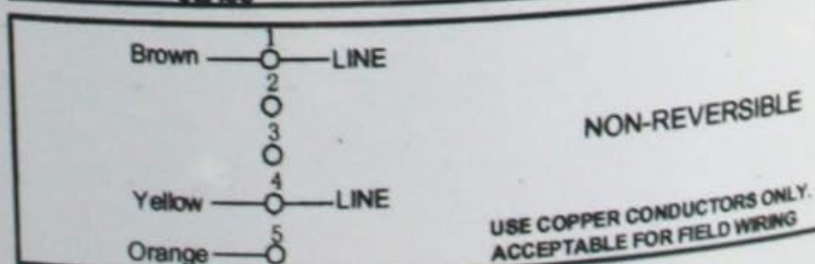 1
Brown LINE
2
3
NON-REVERSIBLE
4
Yellow LINE
5
Orange
USE COPPER CONDUCTORS ONLY.
ACCEPTABLE FOR FIELD WIRING